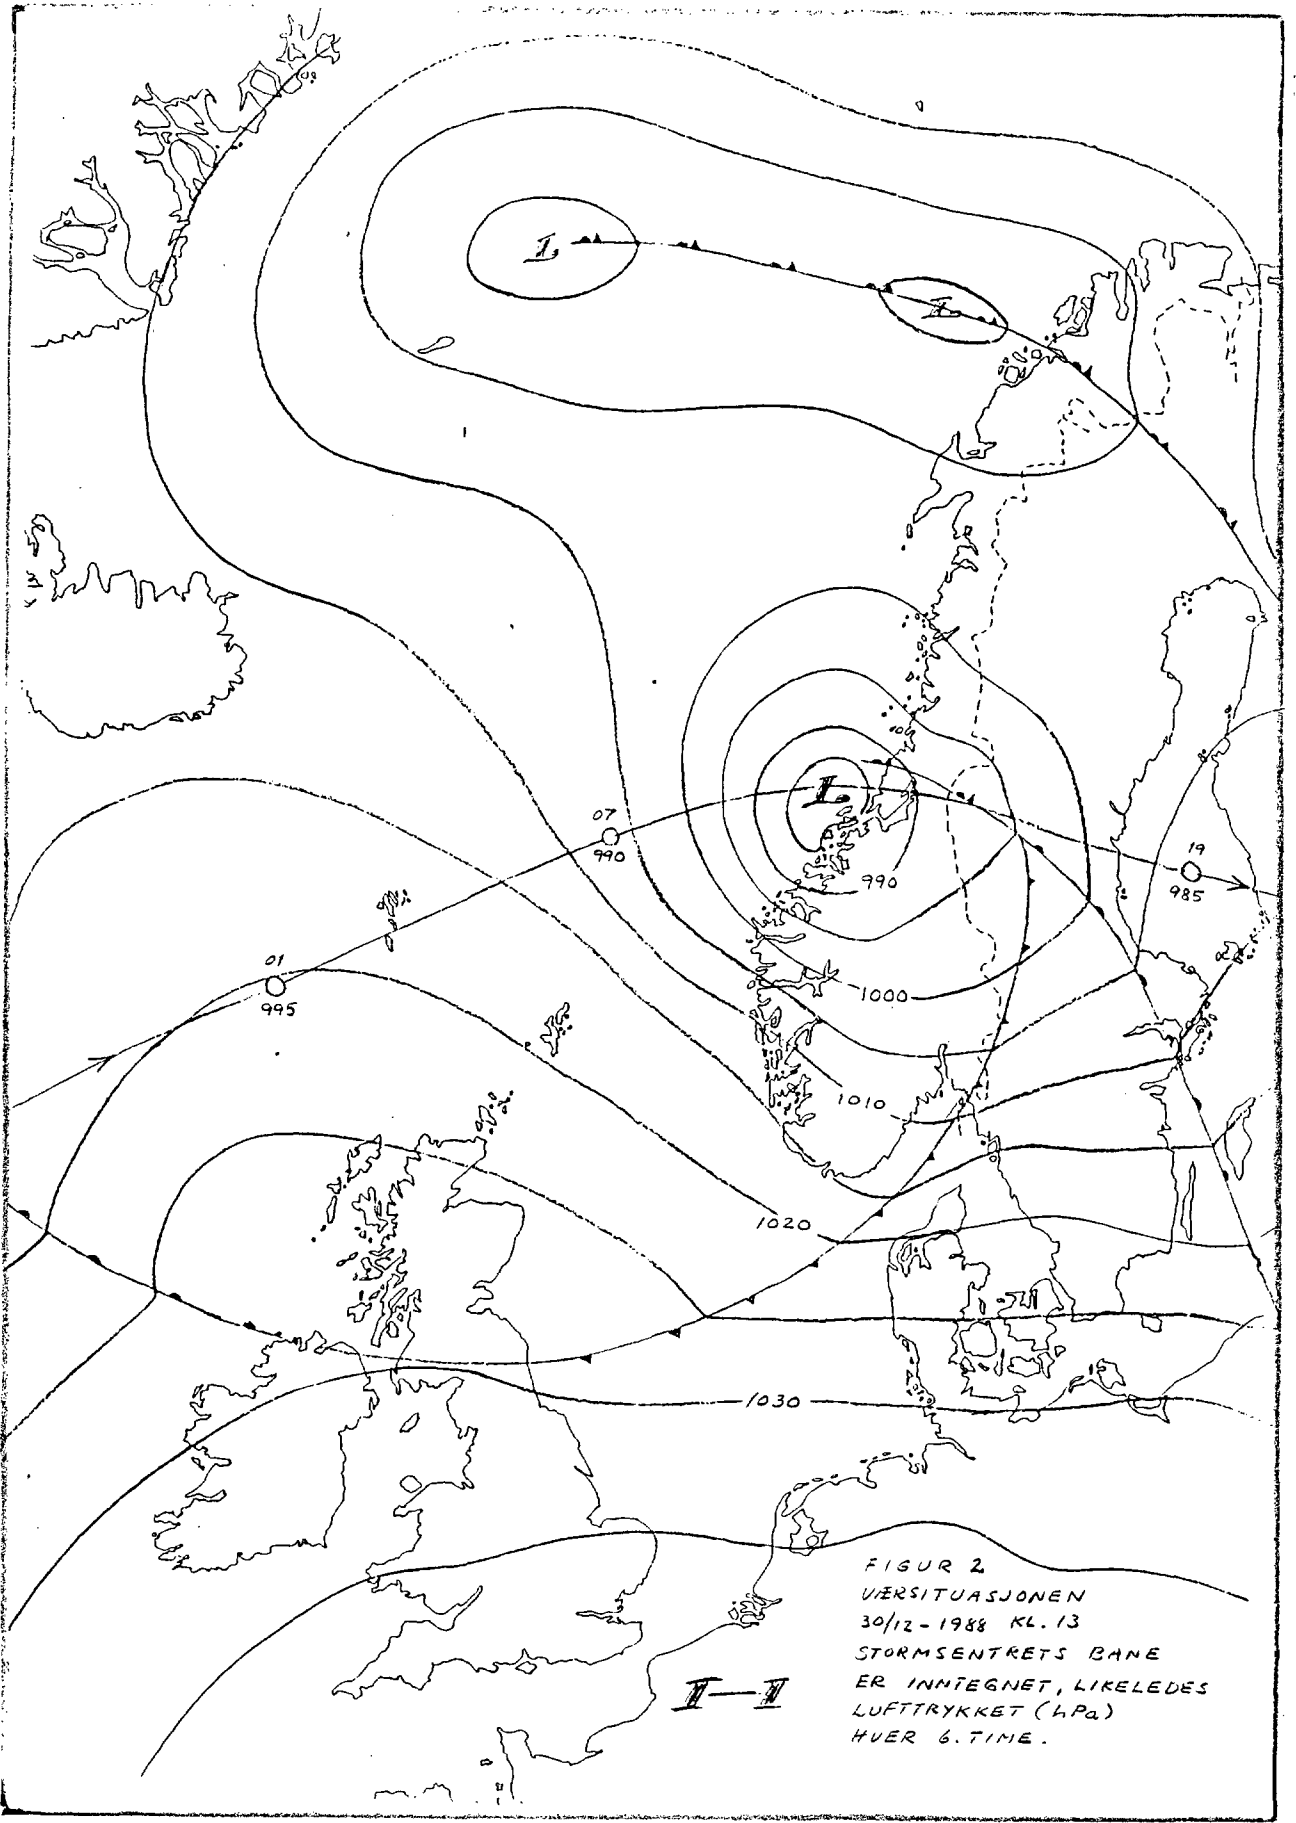 L
L
07
990
L
990
19
985
01
995
1000
1010
1020
1030
FIGUR 2
VÆRSITUASJONEN
30/12-1988 KL. 13
STORMSENTRETS BANE
ER INNTEGNET, LIKELEDES
LUFTTRYKKET (hPa)
HVER 6. TIME.